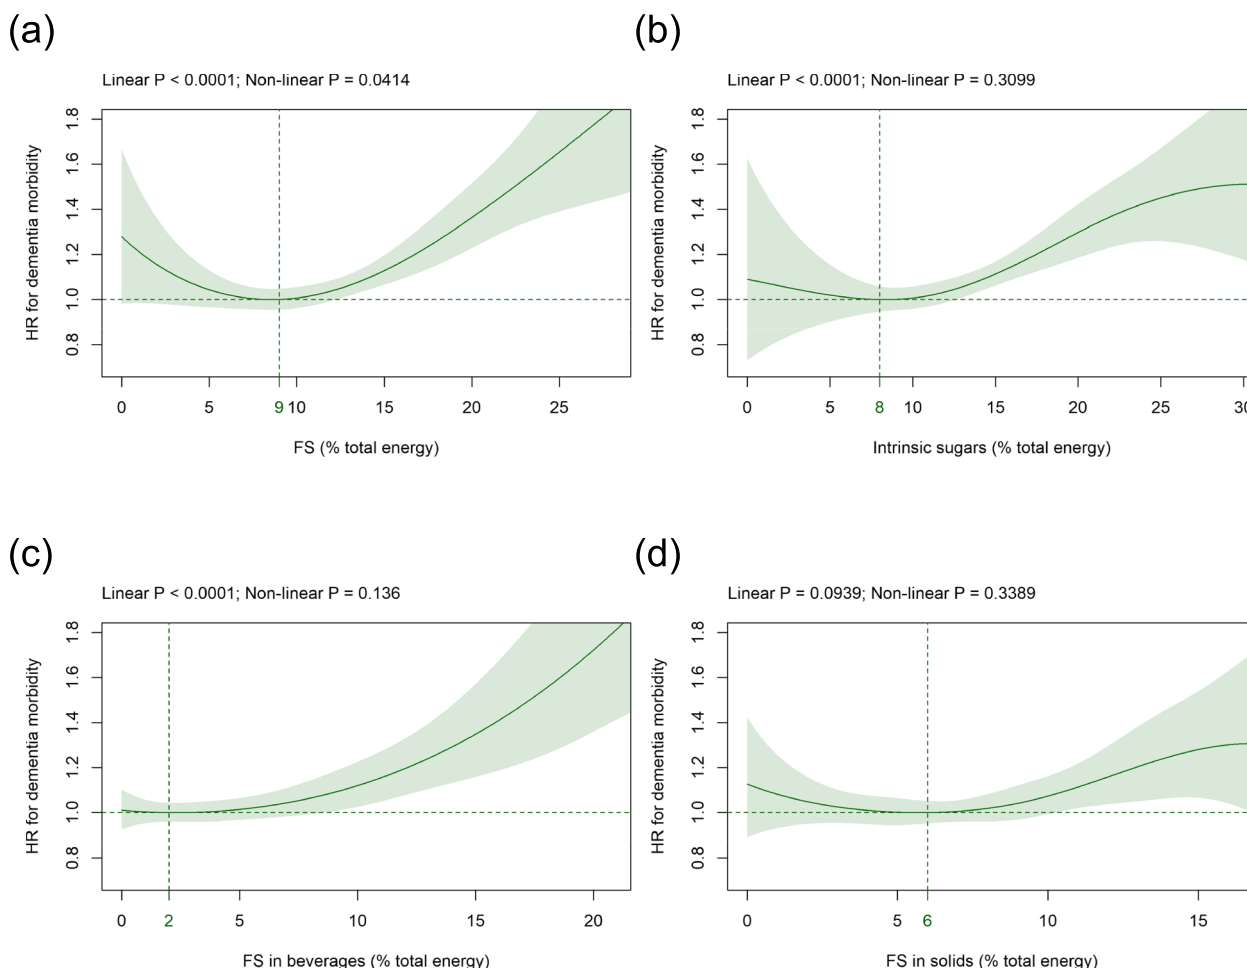 (a)
Linear P < 0.0001; Non-linear P = 0.0414
HR for dementia morbidity
1.8
1.6
1.4
1.2
1.0
0.8
0 5 9 10 15 20 25
FS (% total energy)
(b)
Linear P < 0.0001; Non-linear P = 0.3099
HR for dementia morbidity
1.8
1.6
1.4
1.2
1.0
0.8
0 5 8 10 15 20 25 30
Intrinsic sugars (% total energy)
(c)
Linear P < 0.0001; Non-linear P = 0.136
HR for dementia morbidity
1.8
1.6
1.4
1.2
1.0
0.8
0 2 5 10 15 20
FS in beverages (% total energy)
(d)
Linear P = 0.0939; Non-linear P = 0.3389
HR for dementia morbidity
1.8
1.6
1.4
1.2
1.0
0.8
0 5 6 10 15
FS in solids (% total energy)